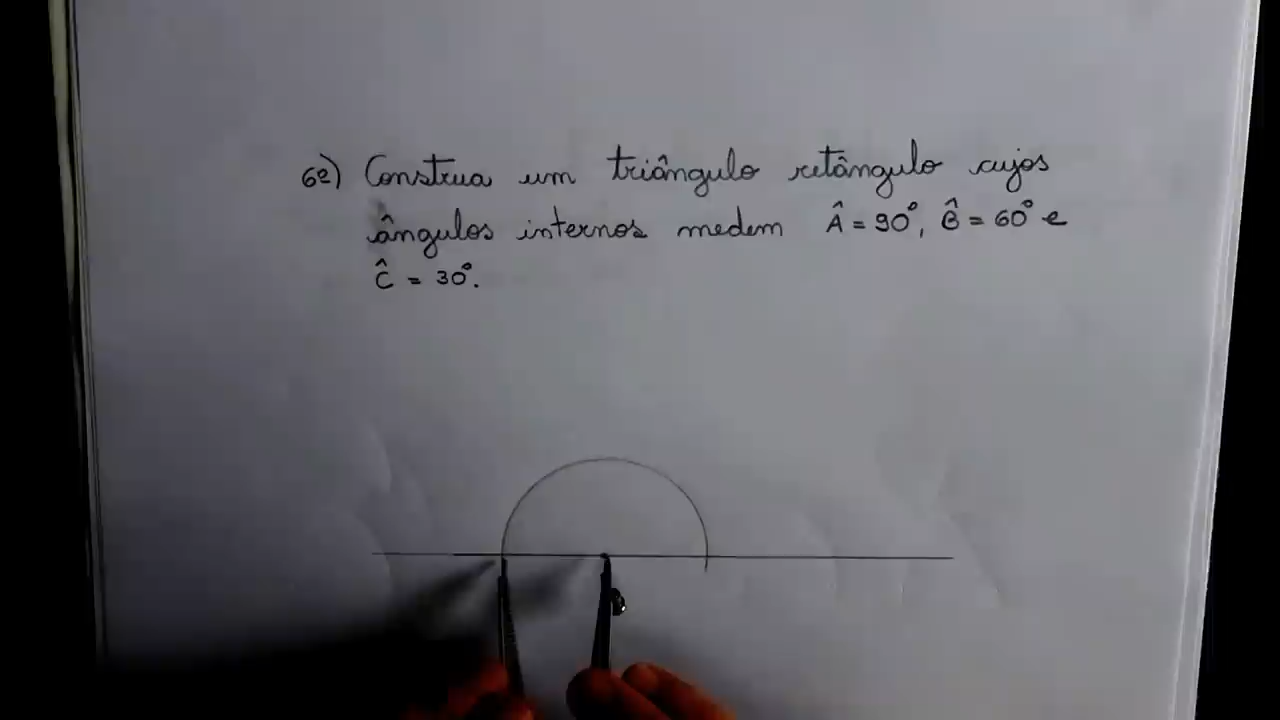 6º) Construa um triângulo retângulo cujos
ângulos internos medem Â = 90°, B̂ = 60° e
Ĉ = 30°.